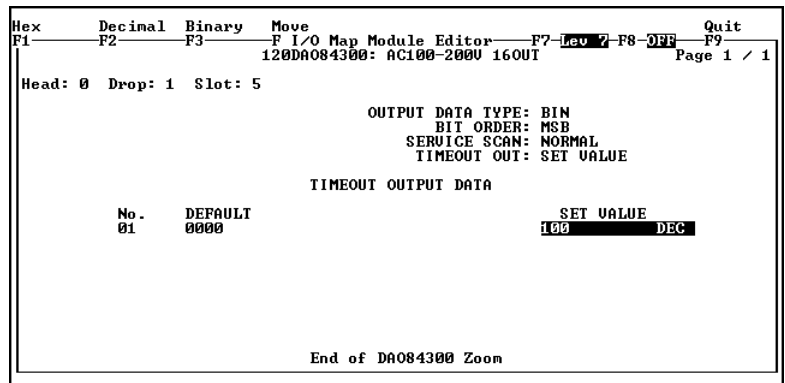 Hex Decimal Binary Move Quit
F1 F2 F3 F I/O Map Module Editor F7-Lev 7-F8-OFF F9
120DAO84300: AC100-200V 16OUT Page 1 / 1
Head: 0 Drop: 1 Slot: 5
OUTPUT DATA TYPE: BIN
BIT ORDER: MSB
SERVICE SCAN: NORMAL
TIMEOUT OUT: SET VALUE
TIMEOUT OUTPUT DATA
No. DEFAULT SET VALUE
01 0000 100 DEC
End of DAO84300 Zoom